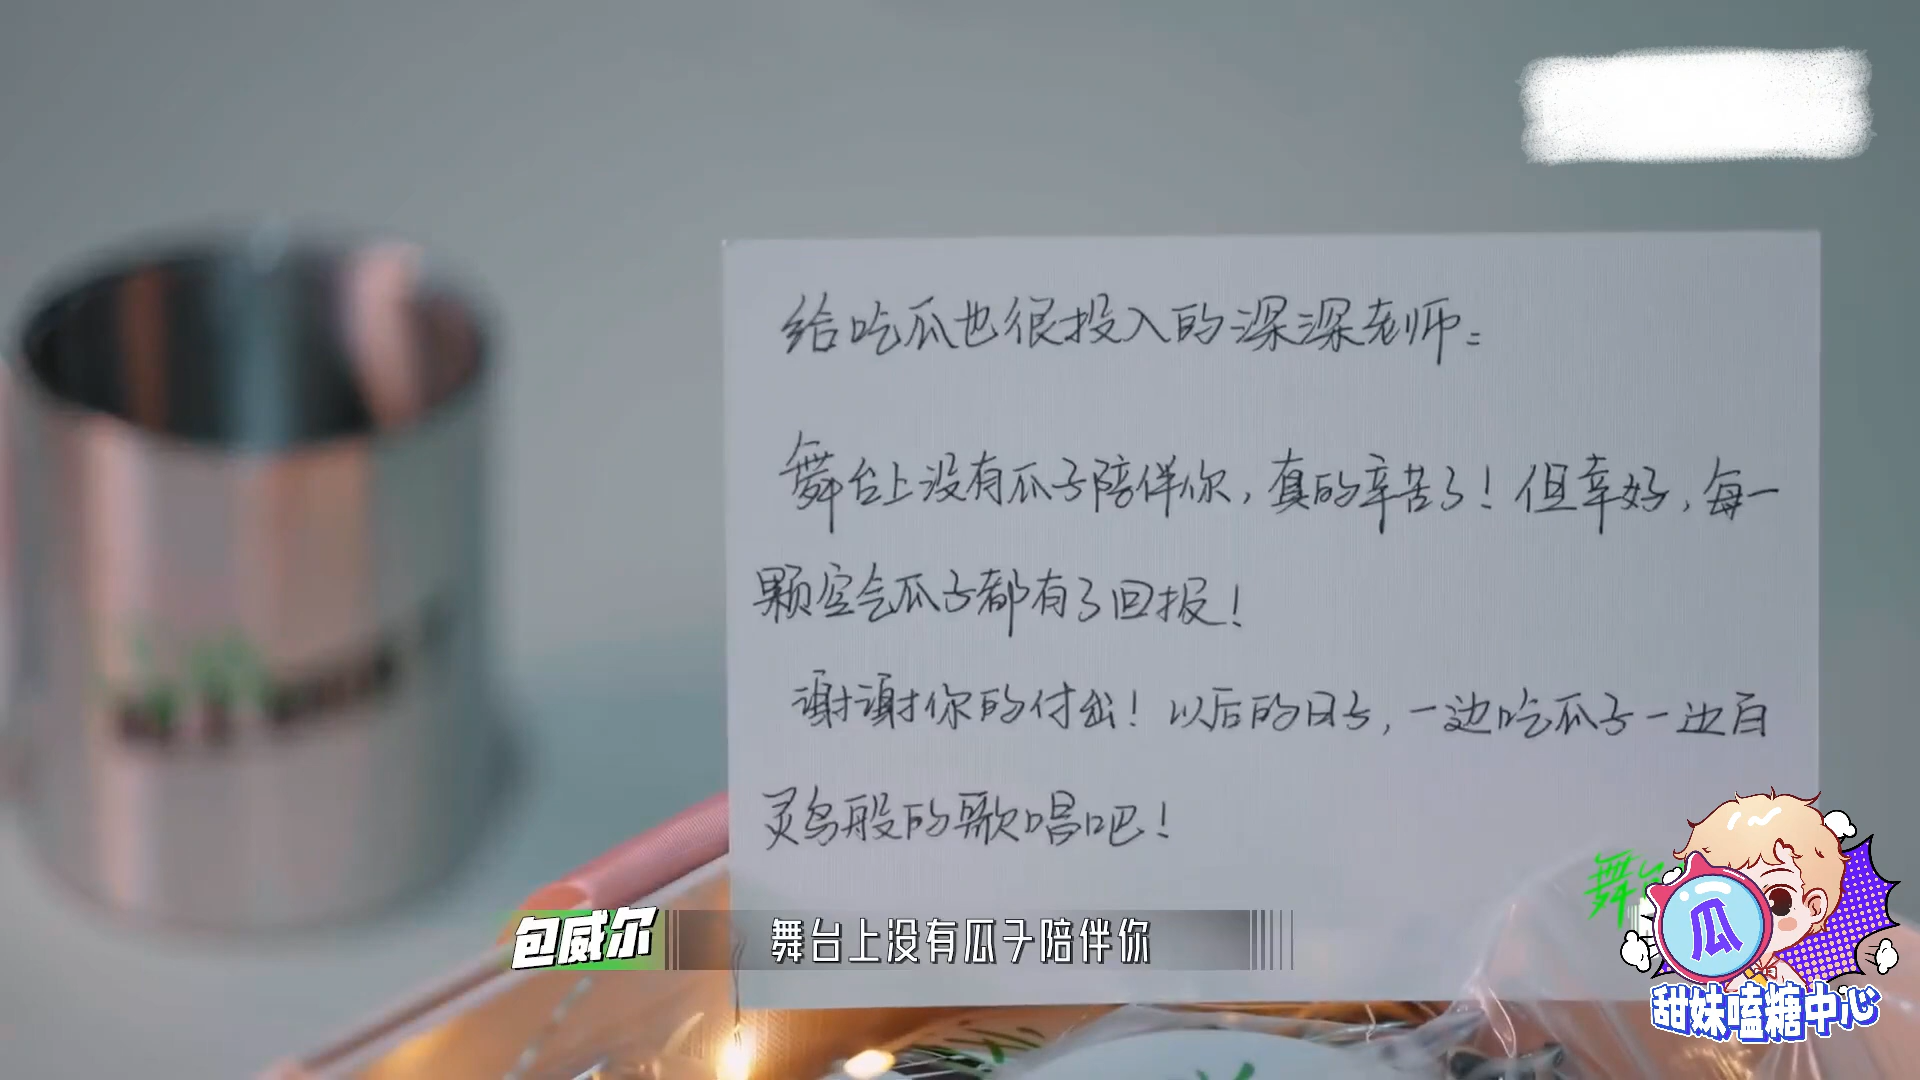 给吃瓜也很投入的深深老师：
舞台上没有瓜子陪伴你，真的辛苦了！但幸好，每一
颗空气瓜子都有了回报！
谢谢你的付出！以后的日子，一边吃瓜子一边百
灵鸟般的歌唱吧！
包威尔
舞台上没有瓜子陪伴你
舞
瓜
甜妹嗑糖中心